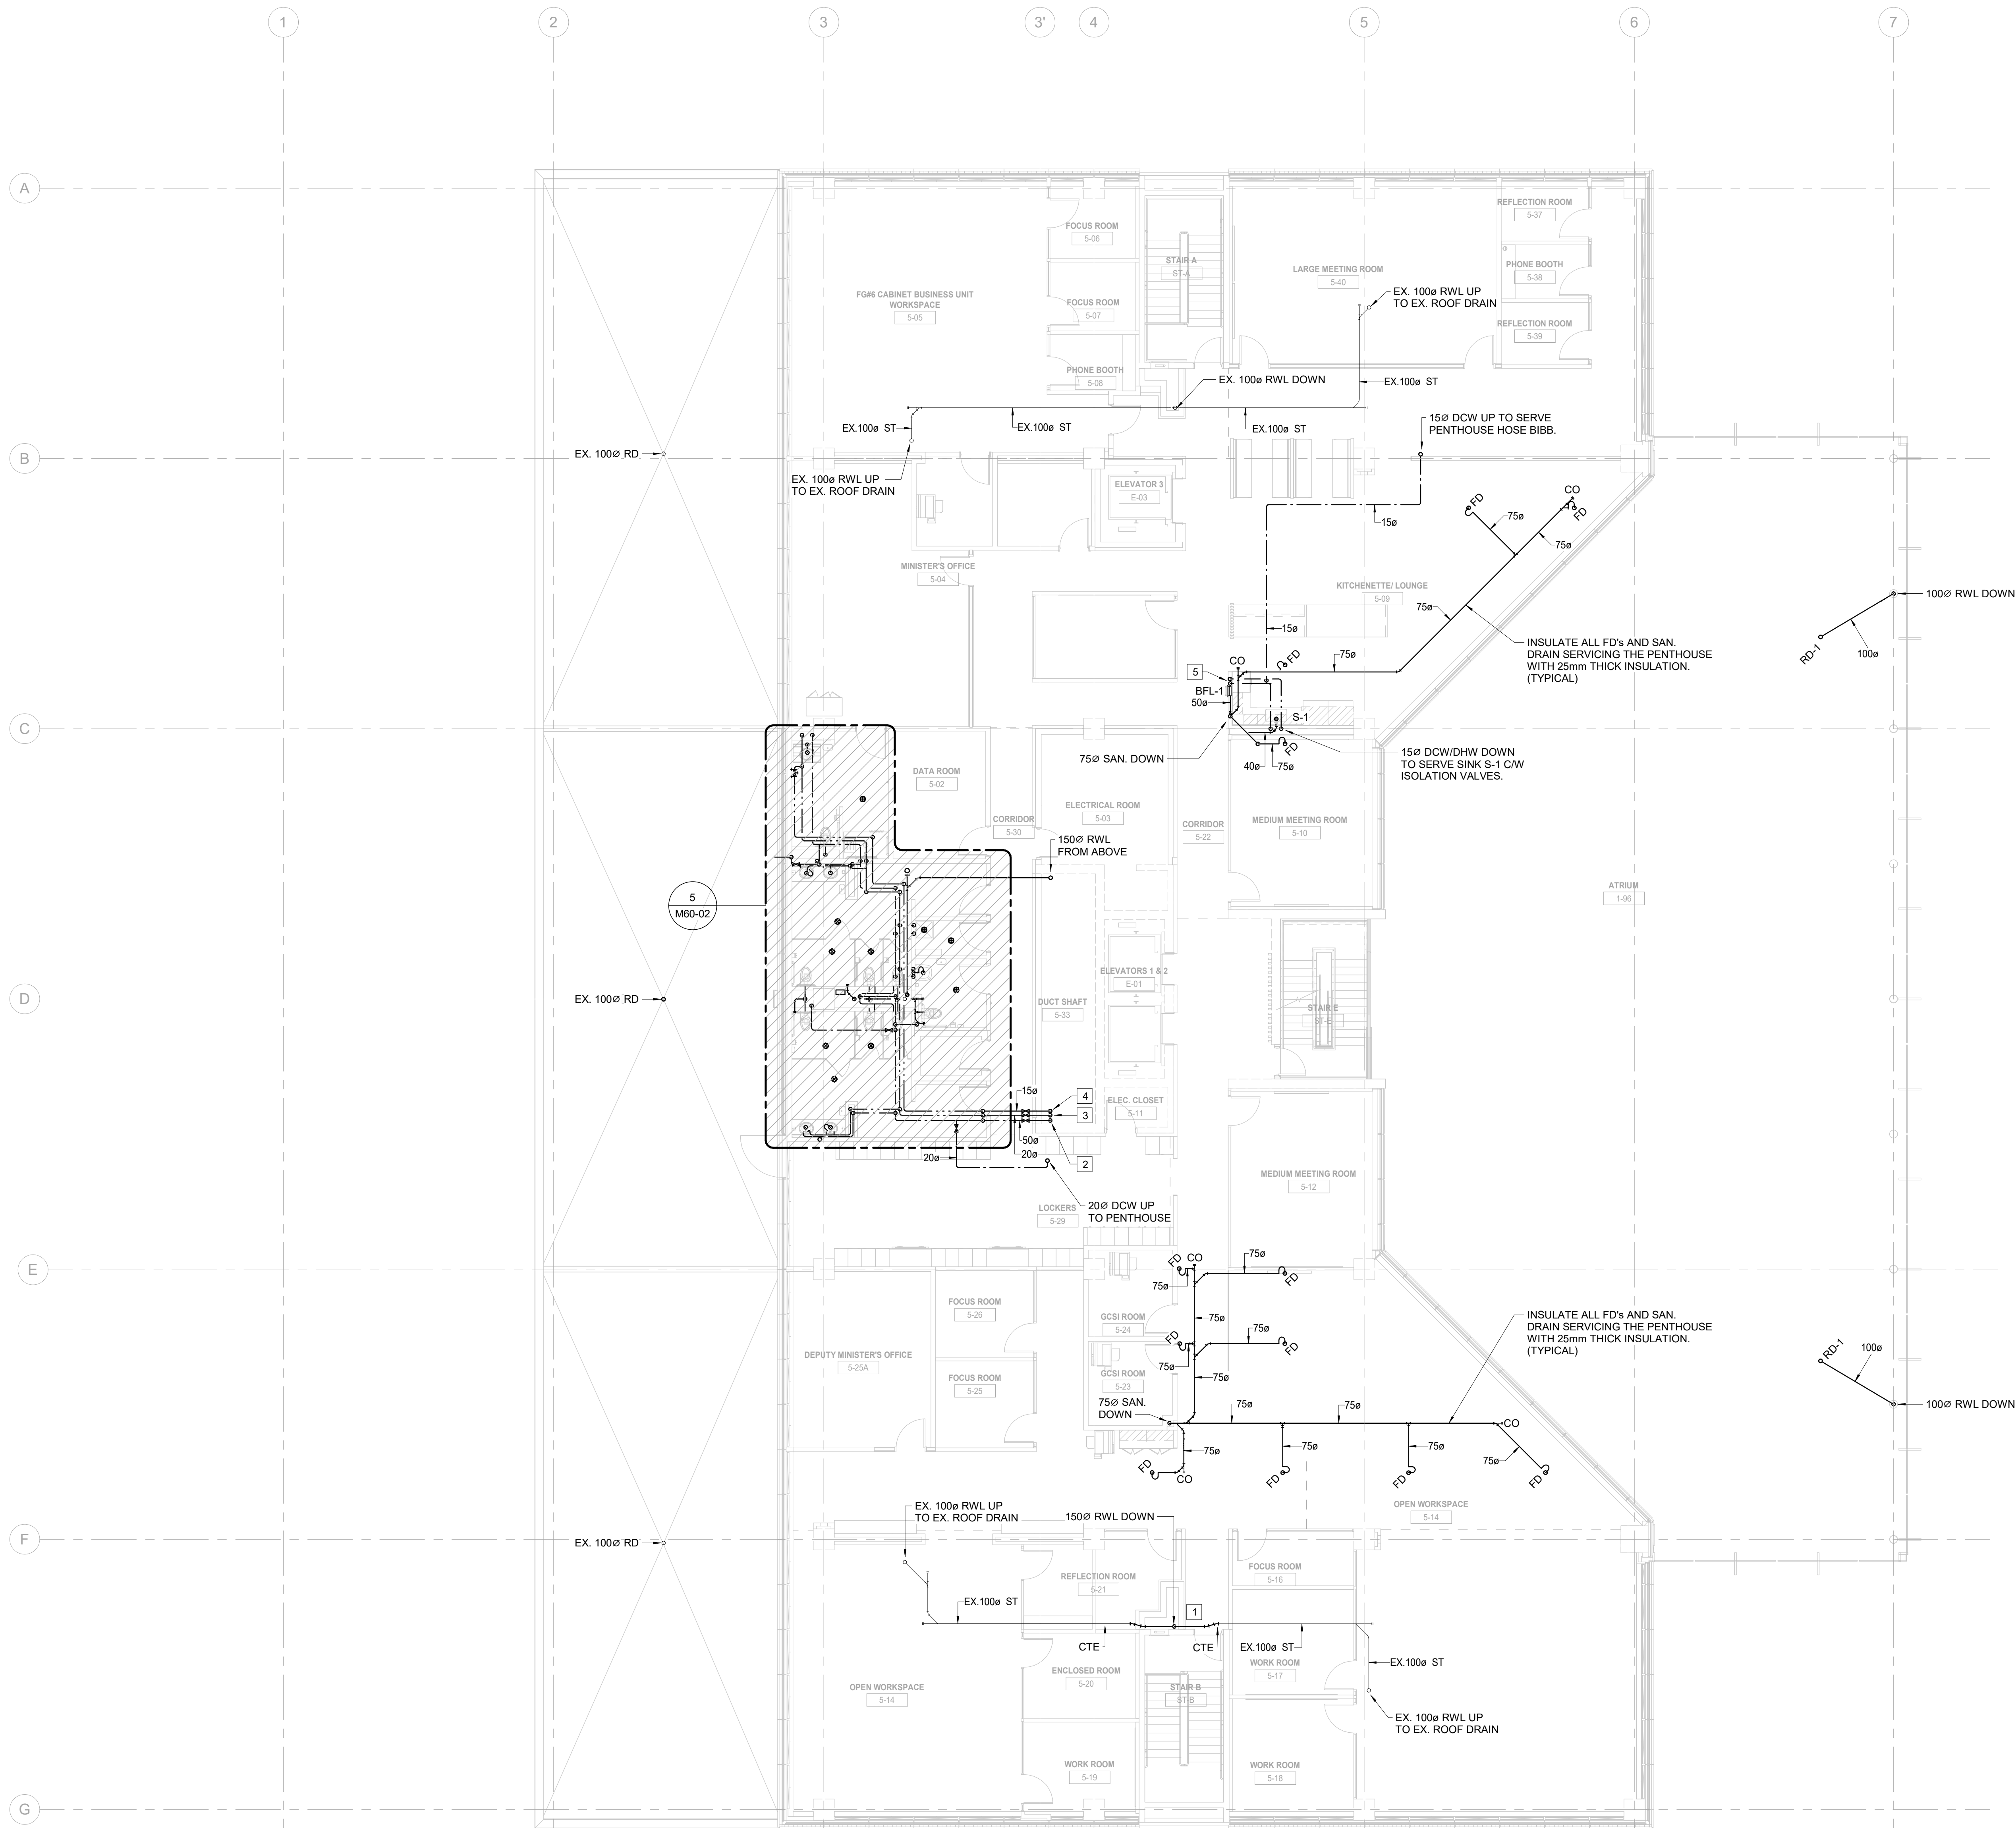 1
2
3
3'
4
5
6
7
A
REFLECTION ROOM
5-37
FOCUS ROOM
5-06
STAIR A
ST-A
LARGE MEETING ROOM
5-40
PHONE BOOTH
5-38
EX. 100ø RWL UP
TO EX. ROOF DRAIN
FG#6 CABINET BUSINESS UNIT
WORKSPACE
5-05
FOCUS ROOM
5-07
REFLECTION ROOM
5-39
PHONE BOOTH
5-08
EX. 100ø RWL DOWN
EX.100ø ST
15Ø DCW UP TO SERVE
PENTHOUSE HOSE BIBB.
EX.100ø ST
EX.100ø ST
EX.100ø ST
B
EX. 100Ø RD
EX. 100ø RWL UP
TO EX. ROOF DRAIN
ELEVATOR 3
E-03
CO
FD
FD
75ø
15ø
75ø
MINISTER'S OFFICE
5-04
KITCHENETTE/ LOUNGE
5-09
75ø
100Ø RWL DOWN
15ø
INSULATE ALL FD's AND SAN.
DRAIN SERVICING THE PENTHOUSE
WITH 25mm THICK INSULATION.
(TYPICAL)
RD-1
100ø
CO
FD
75ø
5
BFL-1
50ø
S-1
C
75Ø SAN. DOWN
FD
15Ø DCW/DHW DOWN
TO SERVE SINK S-1 C/W
ISOLATION VALVES.
40ø
75ø
DATA ROOM
5-02
ELECTRICAL ROOM
5-03
CORRIDOR
5-30
CORRIDOR
5-22
MEDIUM MEETING ROOM
5-10
150Ø RWL
FROM ABOVE
5
M60-02
ATRIUM
1-96
ELEVATORS 1 & 2
E-01
D
EX. 100Ø RD
DUCT SHAFT
5-33
STAIR E
ST-E
15ø
4
3
ELEC. CLOSET
5-11
50ø
20ø
20ø
2
MEDIUM MEETING ROOM
5-12
LOCKERS
5-29
20Ø DCW UP
TO PENTHOUSE
E
FD
CO
75ø
75ø
FD
FOCUS ROOM
5-26
GCSI ROOM
5-24
75ø
INSULATE ALL FD's AND SAN.
DRAIN SERVICING THE PENTHOUSE
WITH 25mm THICK INSULATION.
(TYPICAL)
FD
75ø
FD
DEPUTY MINISTER'S OFFICE
5-25A
75ø
RD-1
100ø
FOCUS ROOM
5-25
GCSI ROOM
5-23
75ø
75Ø SAN.
DOWN
75ø
75ø
CO
100Ø RWL DOWN
75ø
75ø
75ø
75ø
FD
CO
FD
FD
FD
EX. 100ø RWL UP
TO EX. ROOF DRAIN
150Ø RWL DOWN
OPEN WORKSPACE
5-14
F
EX. 100Ø RD
REFLECTION ROOM
5-21
FOCUS ROOM
5-16
EX.100ø ST
1
CTE
CTE
EX.100ø ST
EX.100ø ST
ENCLOSED ROOM
5-20
WORK ROOM
5-17
OPEN WORKSPACE
5-14
STAIR B
ST-B
EX. 100ø RWL UP
TO EX. ROOF DRAIN
WORK ROOM
5-19
WORK ROOM
5-18
G